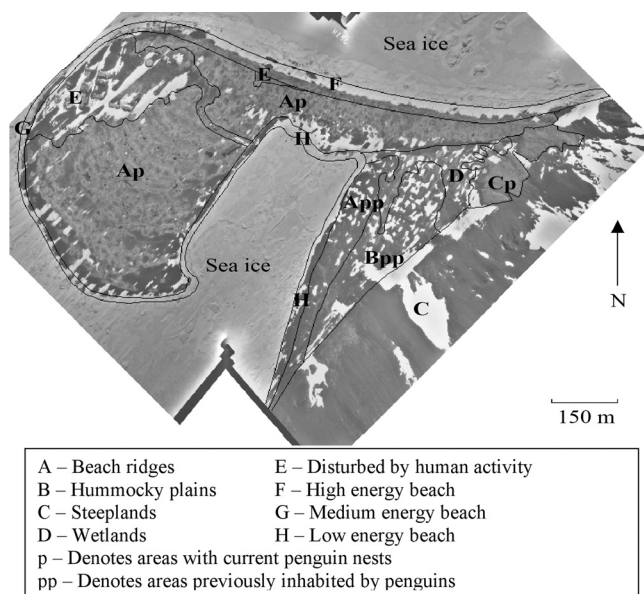 Sea ice
E
E
F
Ap
G
H
Ap
D
Cp
App
Sea ice
Bpp
N
H
C
150 m
A – Beach ridges
E – Disturbed by human activity
B – Hummocky plains
F – High energy beach
C – Steeplands
G – Medium energy beach
D – Wetlands
H – Low energy beach
p – Denotes areas with current penguin nests
pp – Denotes areas previously inhabited by penguins